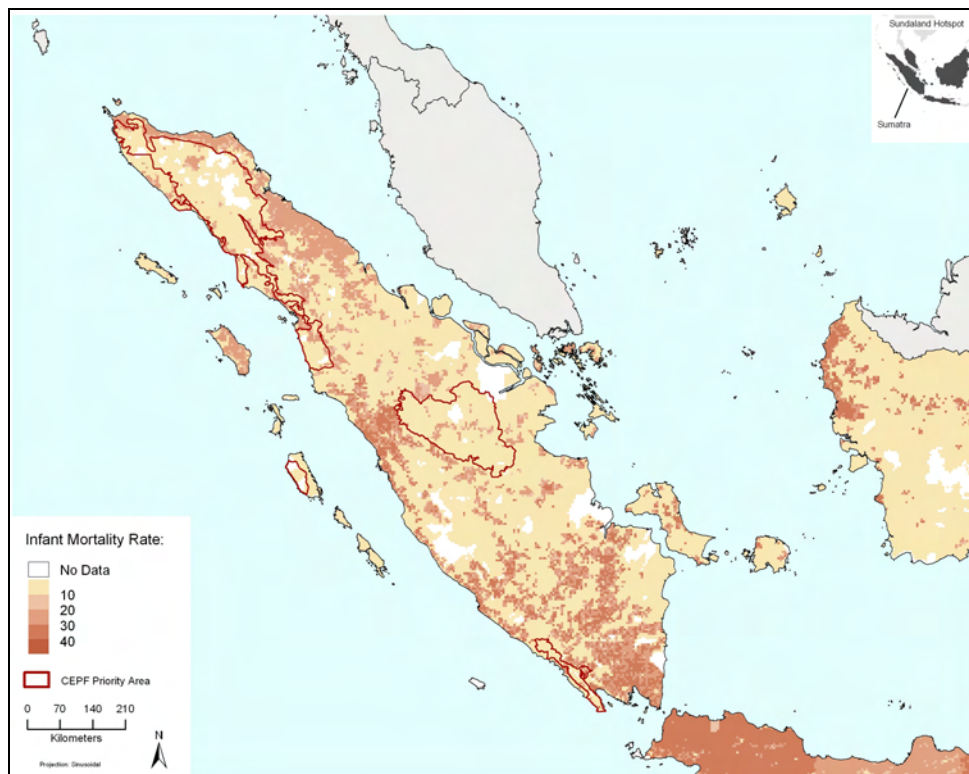 Sundaland Hotspot
Sumatra
Infant Mortality Rate:
No Data
10
20
30
40
CEPF Priority Area
0 70 140 210
Kilometers
N
Projection: Sinusoidal